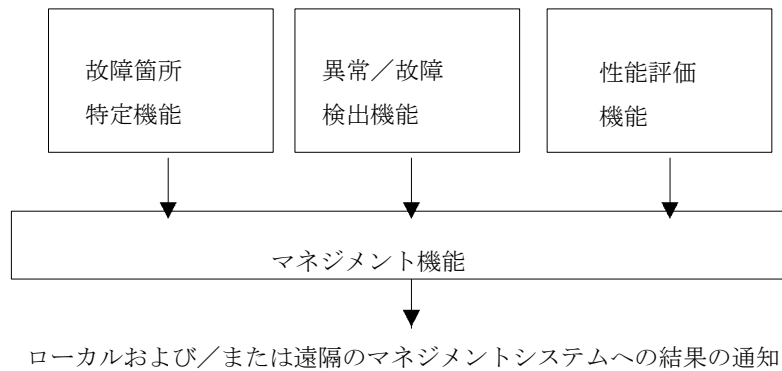 故障箇所
特定機能
異常／故障
検出機能
性能評価
機能
マネジメント機能
ローカルおよび／または遠隔のマネジメントシステムへの結果の通知